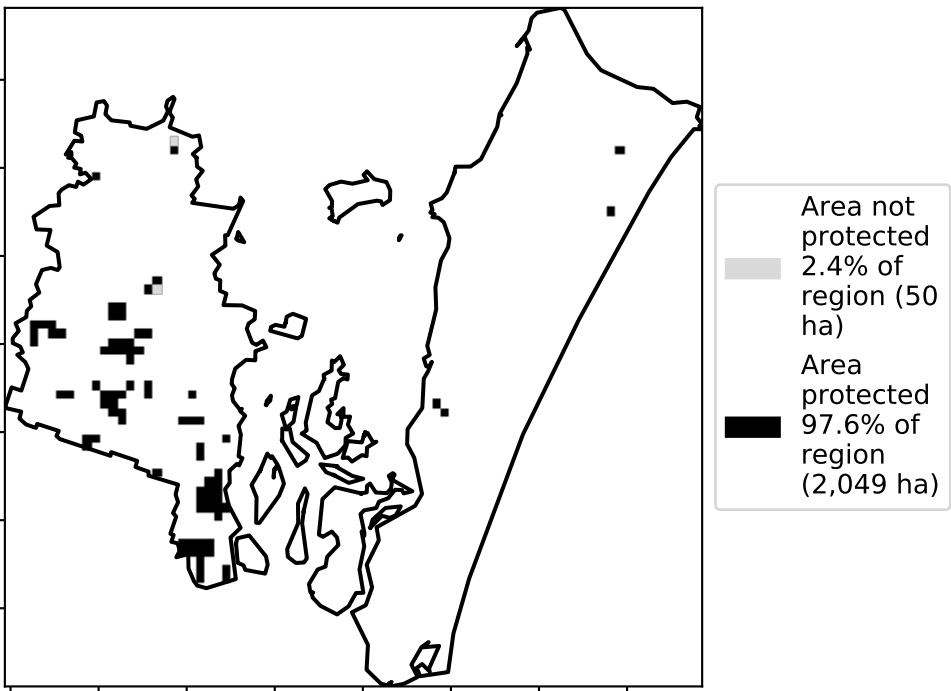 Area not
protected
2.4% of
region (50
ha)
Area
protected
97.6% of
region
(2,049 ha)